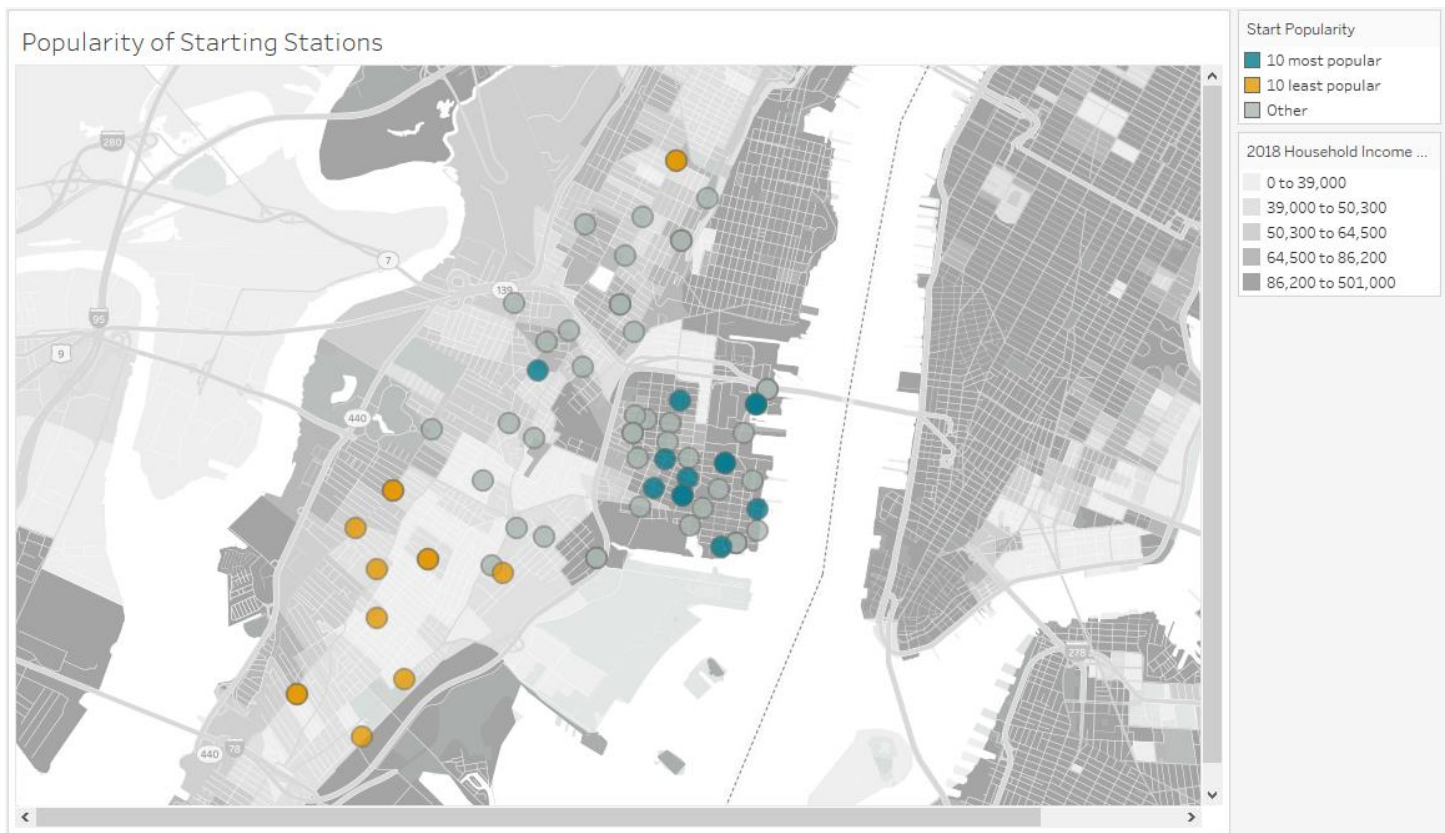 Popularity of Starting Stations
280
7
139
95
9
440
278
440
78
Start Popularity
10 most popular
10 least popular
Other
2018 Household Income ...
0 to 39,000
39,000 to 50,300
50,300 to 64,500
64,500 to 86,200
86,200 to 501,000